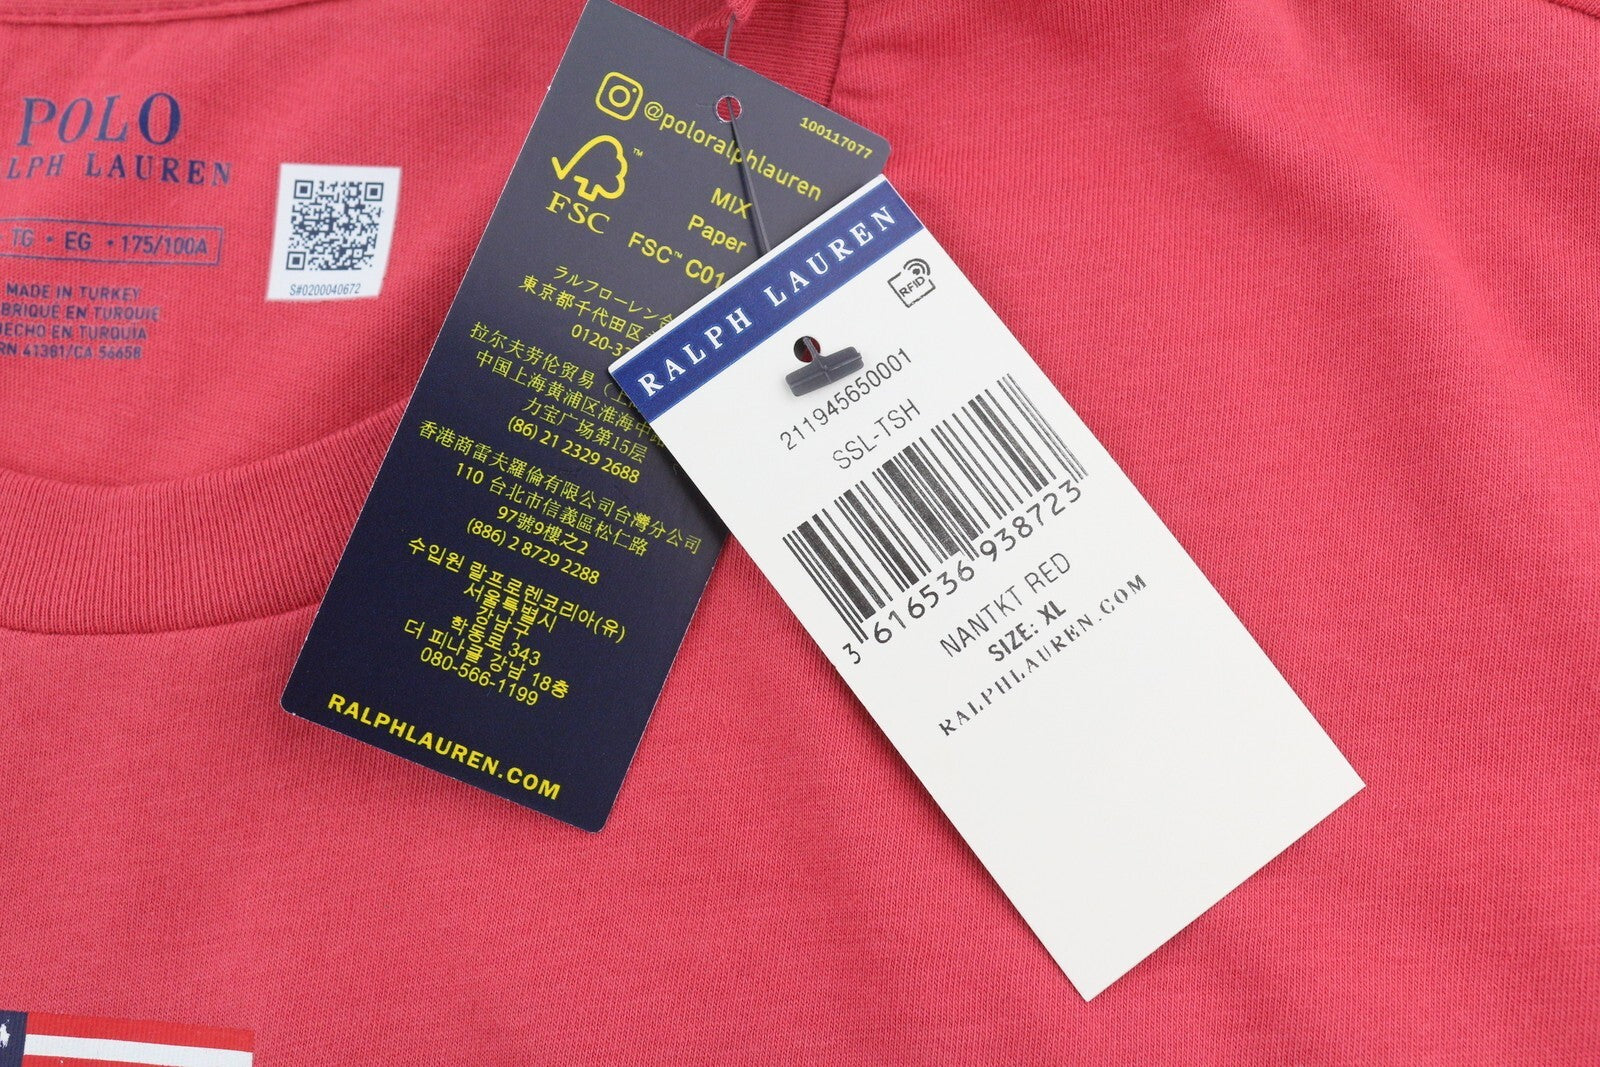 POLO
LPH LAUREN
TG • EG • 175/100A
MADE IN TURKEY
BRIQUE EN TURQUIE
ECHO EN TURQUIA
RN 41381/CA 56658
S#0200040672
@poloralphlauren
100117077
FSC™
MIX
Paper
FSC™ C01
ラルフローレン合
東京都千代田区
0120-3
拉尔夫劳伦贸易（上
中国上海黄浦区淮海中路
力宝广场第15层
(86) 21 2329 2688
香港商雷夫羅倫有限公司台灣分公司
110 台北市信義區松仁路
97號9樓之2
(886) 2 8729 2288
수입원 랄프로렌코리아(유)
서울특별시
강남구
학동로 343
더 피나클 강남 18층
080-566-1199
RALPHLAUREN.COM
RALPH LAUREN
RFID
211945650001
SSL-TSH
3 616536 938723
NANTKT RED
SIZE: XL
RALPHLAUREN.COM